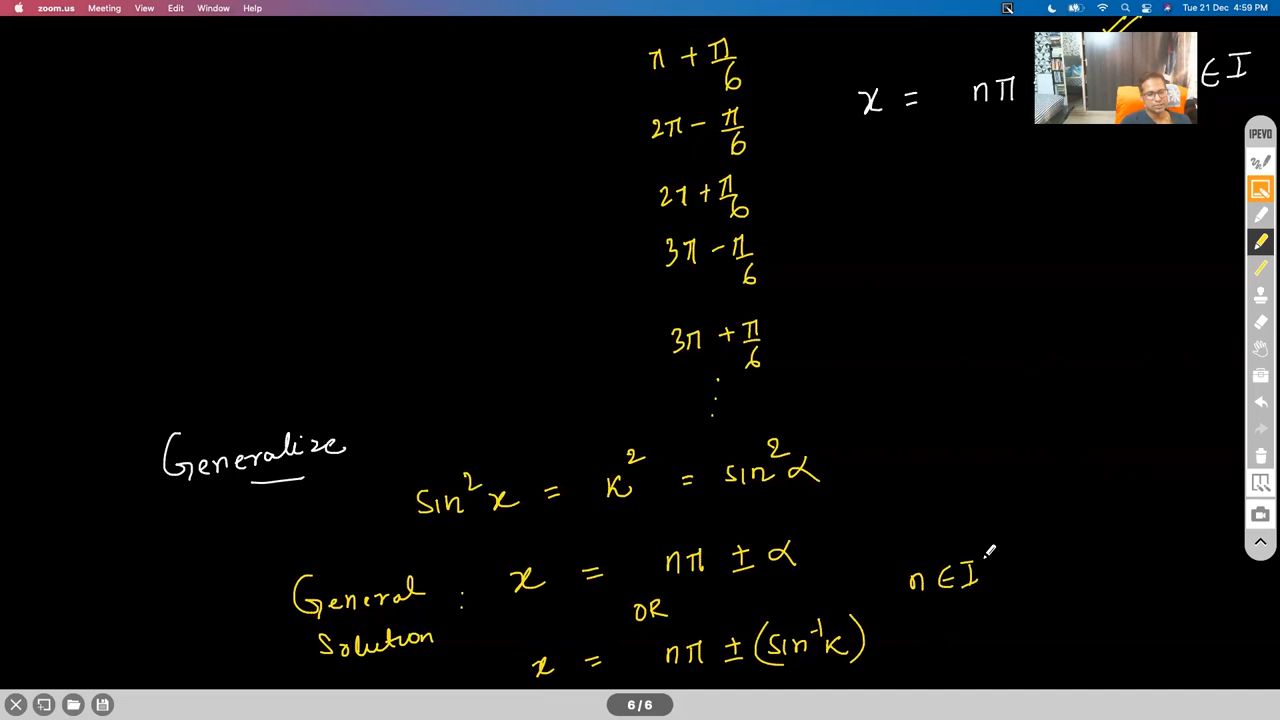 zoom.us Meeting View Edit Window Help Tue 21 Dec 4:59 PM
π + π/6
x = nπ ∈ I
2π - π/6
IPEVO
2π + π/6
3π - π/6
3π + π/6
⋮
Generalize
sin²x = k² = sin²α
General Solution : x = nπ ± α n ∈ I
OR
x = nπ ± (sin⁻¹k)
6/6